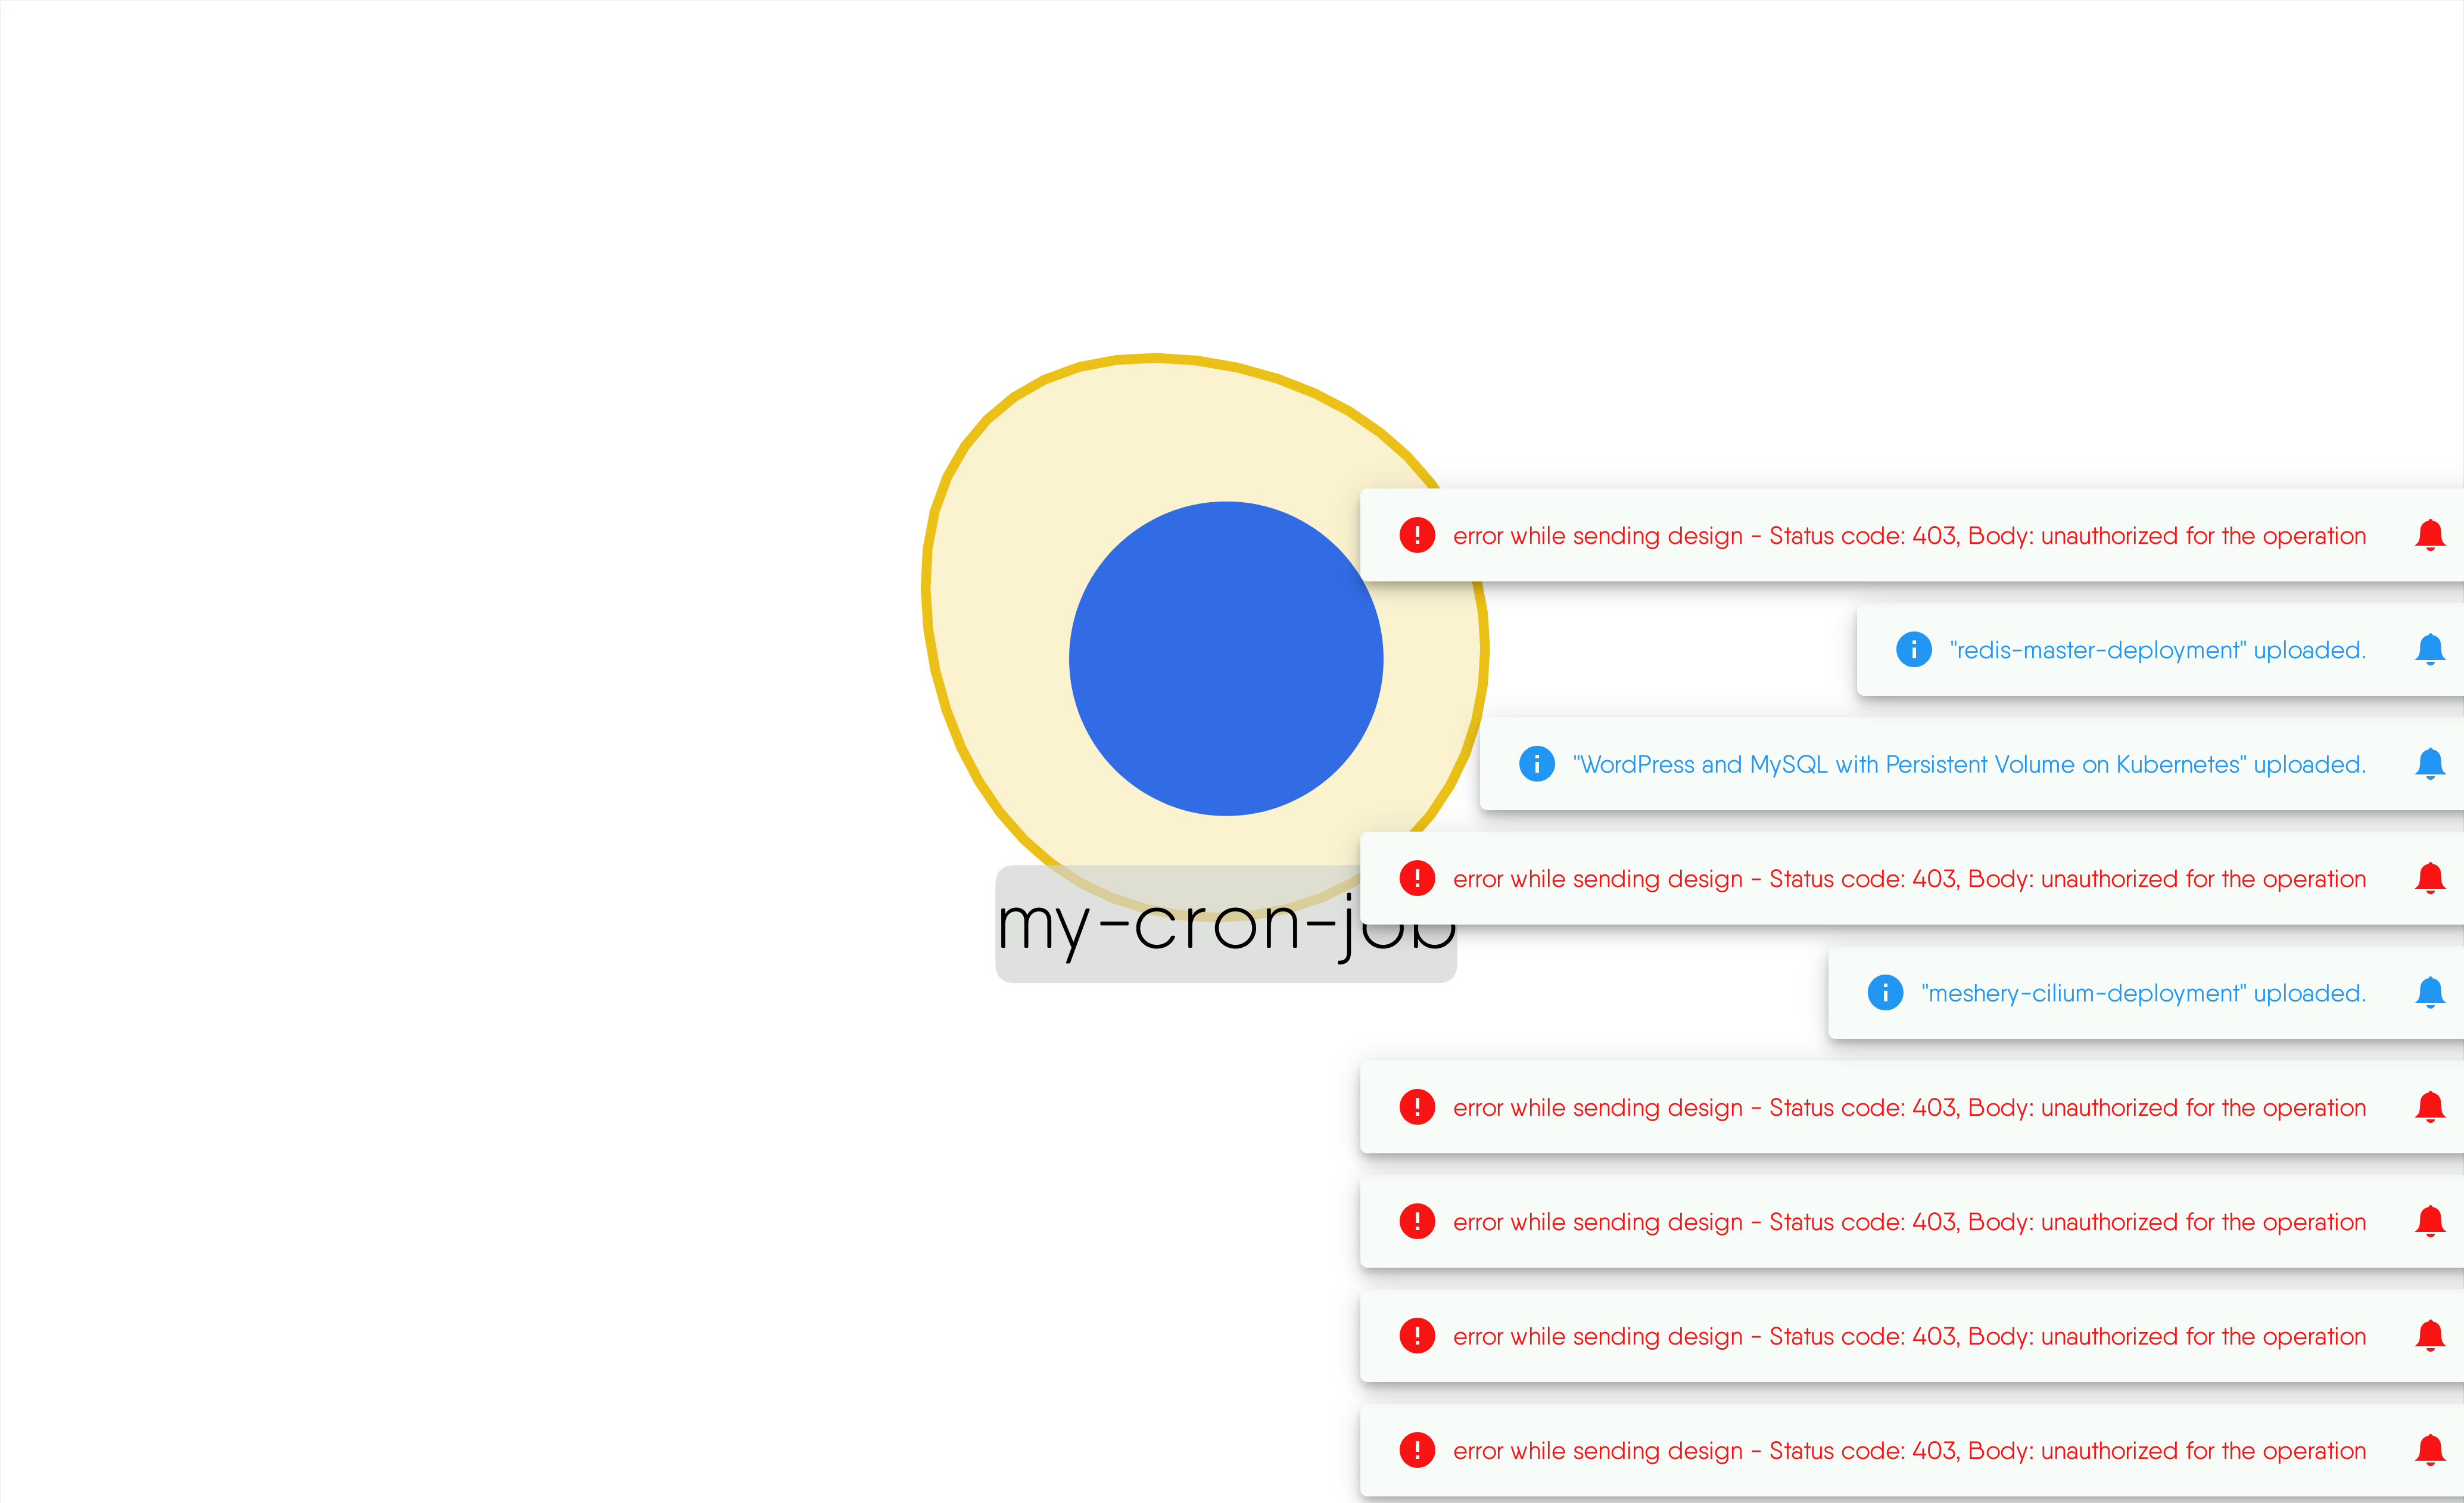 error while sending design - Status code: 403, Body: unauthorized for the operation
"redis-master-deployment" uploaded.
"WordPress and MySQL with Persistent Volume on Kubernetes" uploaded.
error while sending design - Status code: 403, Body: unauthorized for the operation
my-cron-job
"meshery-cilium-deployment" uploaded.
error while sending design - Status code: 403, Body: unauthorized for the operation
error while sending design - Status code: 403, Body: unauthorized for the operation
error while sending design - Status code: 403, Body: unauthorized for the operation
error while sending design - Status code: 403, Body: unauthorized for the operation